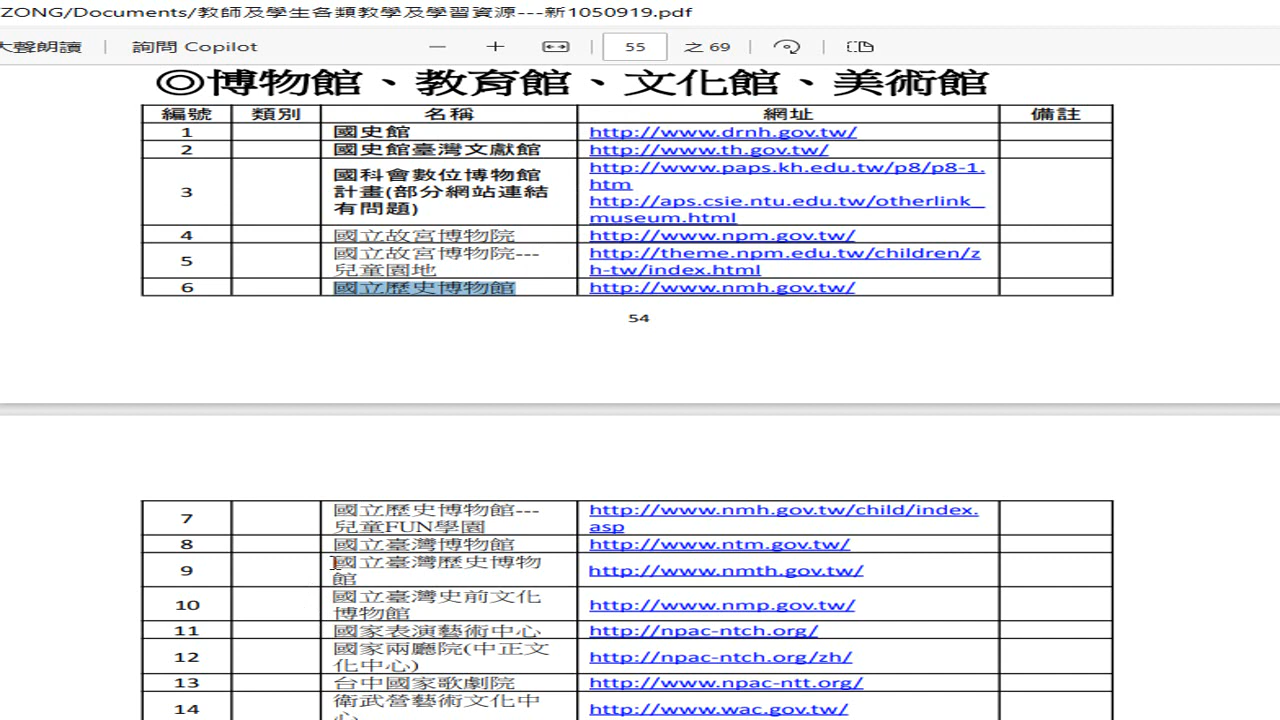 ZONG/Documents/教師及學生各類教學及學習資源---新1050919.pdf
大聲朗讀 詢問 Copilot 55 之 69
◎博物館、教育館、文化館、美術館
編號 類別 名稱 網址 備註
1 國史館 http://www.drnh.gov.tw/
2 國史館臺灣文獻館 http://www.th.gov.tw/
3 國科會數位博物館
計畫(部分網站連結
有問題)
http://www.paps.kh.edu.tw/p8/p8-1.
htm
http://aps.csie.ntu.edu.tw/otherlink_
museum.html
4 國立故宮博物院 http://www.npm.gov.tw/
5 國立故宮博物院---
兒童園地
http://theme.npm.edu.tw/children/z
h-tw/index.html
6 國立歷史博物館 http://www.nmh.gov.tw/
54
7 國立歷史博物館---
兒童FUN學園
http://www.nmh.gov.tw/child/index.
asp
8 國立臺灣博物館 http://www.ntm.gov.tw/
9 國立臺灣歷史博物
館
http://www.nmth.gov.tw/
10 國立臺灣史前文化
博物館
http://www.nmp.gov.tw/
11 國家表演藝術中心 http://npac-ntch.org/
12 國家兩廳院(中正文
化中心)
http://npac-ntch.org/zh/
13 台中國家歌劇院 http://www.npac-ntt.org/
14 衛武營藝術文化中
心
http://www.wac.gov.tw/